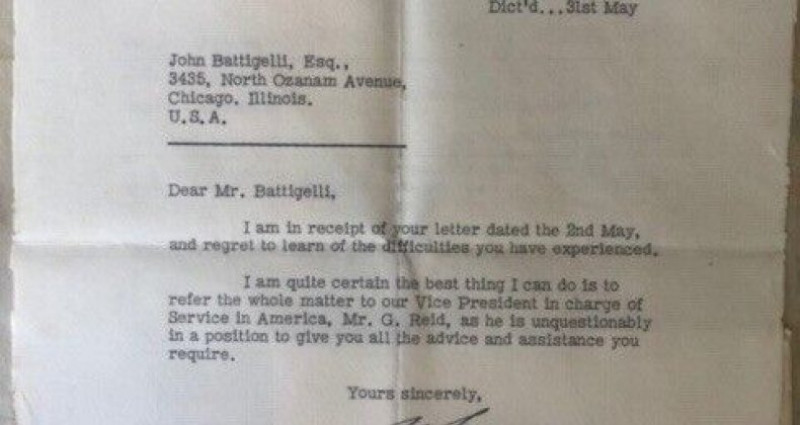 Dict'd...31st May
John Battigelli, Esq.,
3435, North Ozanam Avenue,
Chicago. Illinois.
U.S.A.
Dear Mr. Battigelli,
I am in receipt of your letter dated the 2nd May,
and regret to learn of the difficulties you have experienced.
I am quite certain the best thing I can do is to
refer the whole matter to our Vice President in charge of
Service in America, Mr. G. Reid, as he is unquestionably
in a position to give you all the advice and assistance you
require.
Yours sincerely,